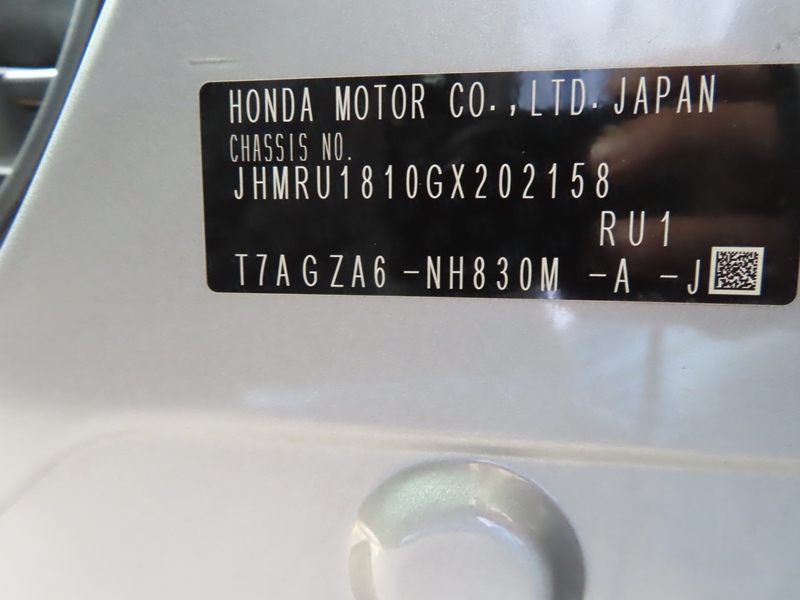 HONDA MOTOR CO.,LTD. JAPAN
CHASSIS NO.
JHMRU1810GX202158
RU1
T7AGZA6 -NH830M -A -J